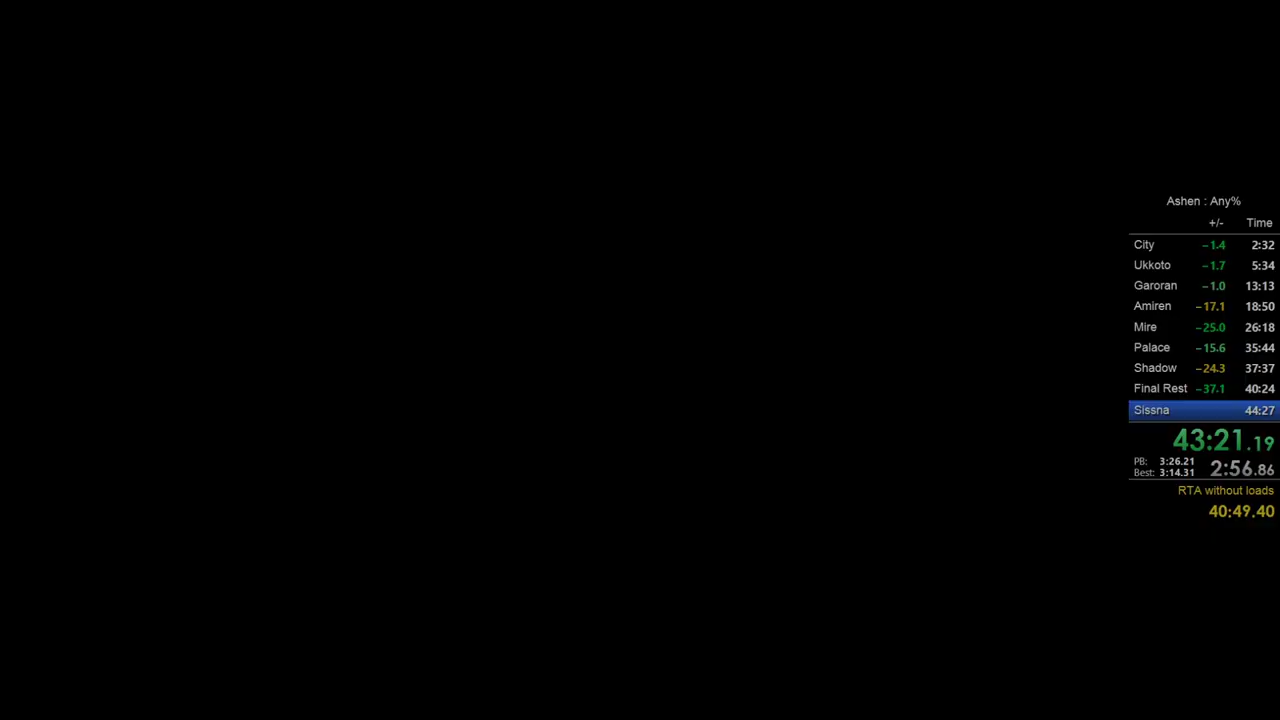 Ashen : Any%
+/- Time
City −1.4 2:32
Ukkoto −1.7 5:34
Garoran −1.0 13:13
Amiren −17.1 18:50
Mire −25.0 26:18
Palace −15.6 35:44
Shadow −24.3 37:37
Final Rest −37.1 40:24
Sissna 44:27
43:21.19
PB: 3:26.21
Best: 3:14.31 2:56.86
RTA without loads
40:49.40